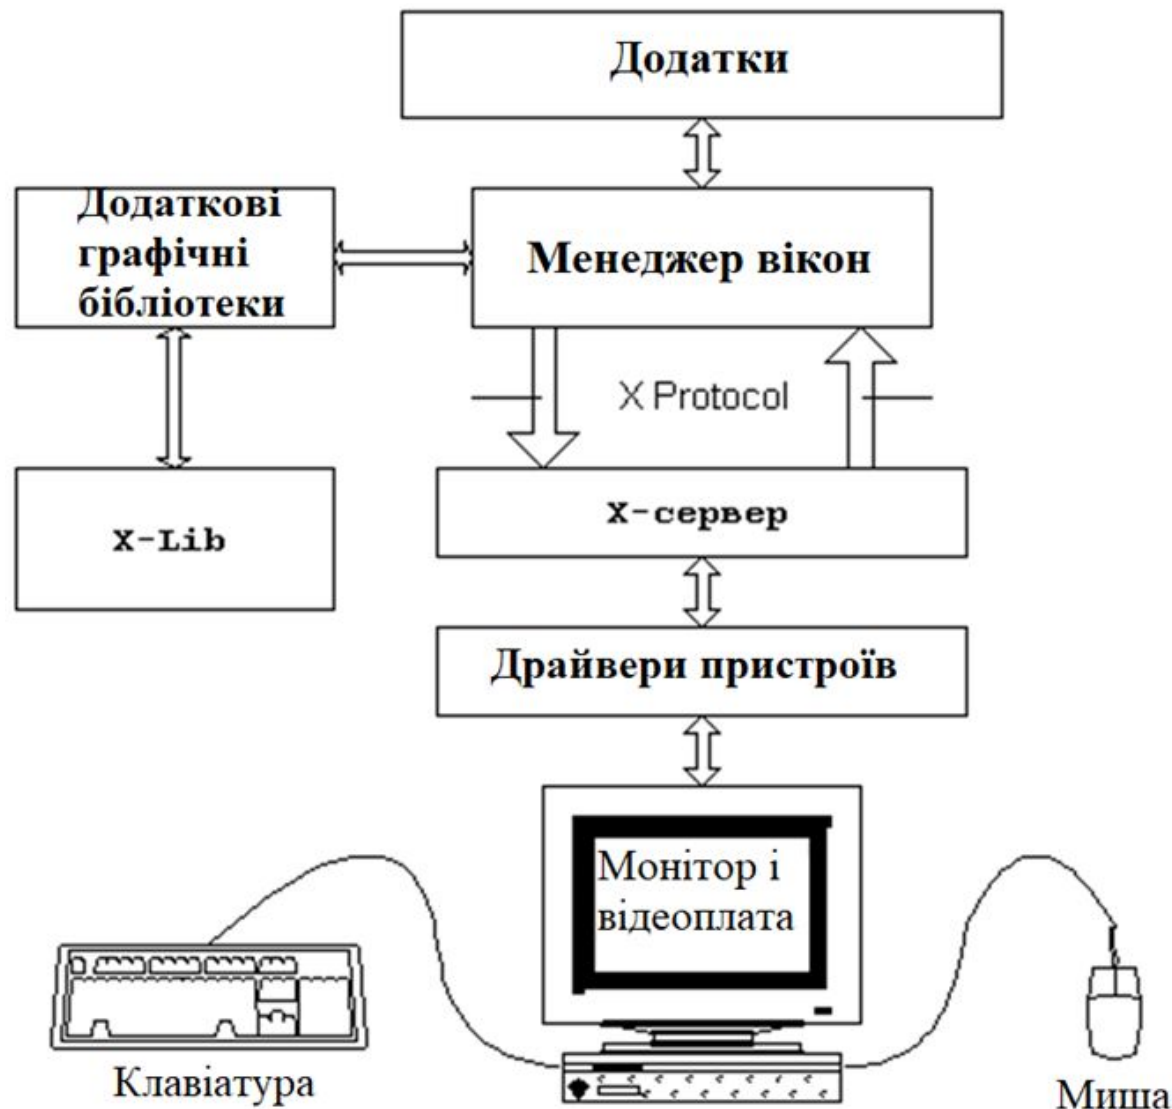 Додатки
Додаткові
графічні
бібліотеки
Менеджер вікон
X Protocol
X-Lib
X-сервер
Драйвери пристроїв
Монітор і
відеоплата
Клавіатура
Миша